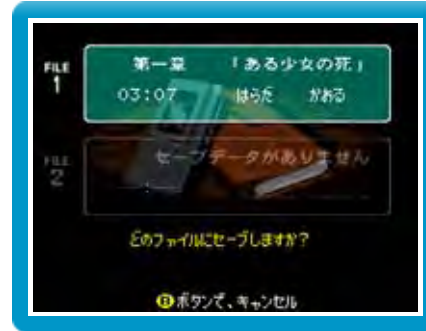 FILE
1
第一章 「ある少女の死」
03:07 はらだ かおる
FILE
2
セーブデータがありません
どのファイルにセーブしますか?
Bボタンで、キャンセル